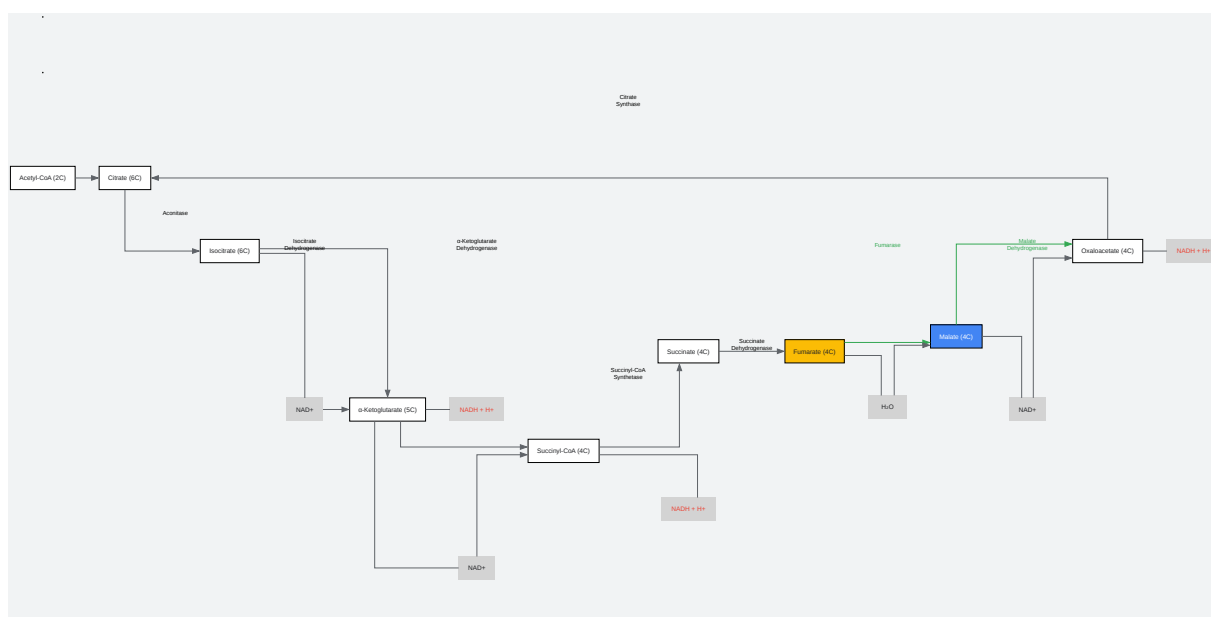 Citrate
Synthase
Acetyl-CoA (2C)
Citrate (6C)
Aconitase
Isocitrate (6C)
Isocitrate
Dehydrogenase
α-Ketoglutarate
Dehydrogenase
Fumarase
Malate
Dehydrogenase
Oxaloacetate (4C)
NADH + H+
Malate (4C)
Succinate (4C)
Succinate
Dehydrogenase
Fumarate (4C)
Succinyl-CoA
Synthetase
NAD+
α-Ketoglutarate (5C)
NADH + H+
H₂O
NAD+
Succinyl-CoA (4C)
NADH + H+
NAD+